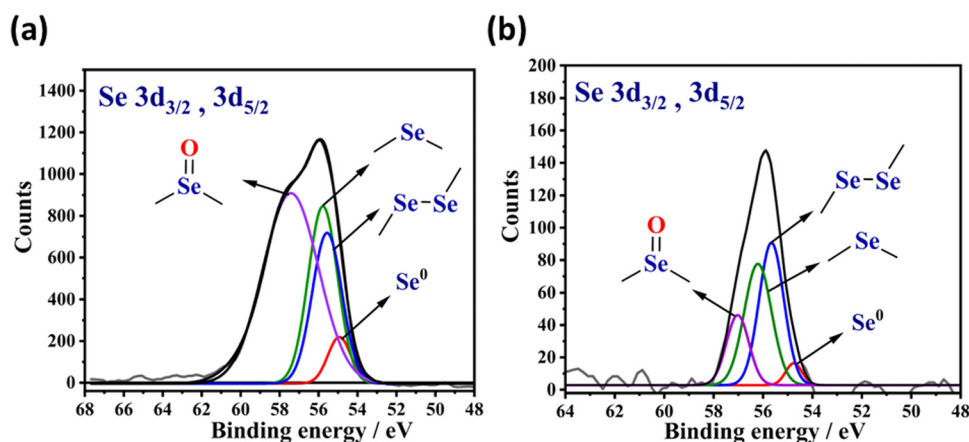 (a)
Se 3d3/2 , 3d5/2
O
Se
Se
Se Se
Se0
Counts
1400
1200
1000
800
600
400
200
0
68 66 64 62 60 58 56 54 52 50 48
Binding energy / eV
(b)
Se 3d3/2 , 3d5/2
Se Se
O
Se
Se
Se0
Counts
200
180
160
140
120
100
80
60
40
20
0
64 62 60 58 56 54 52 50 48
Binding energy / eV